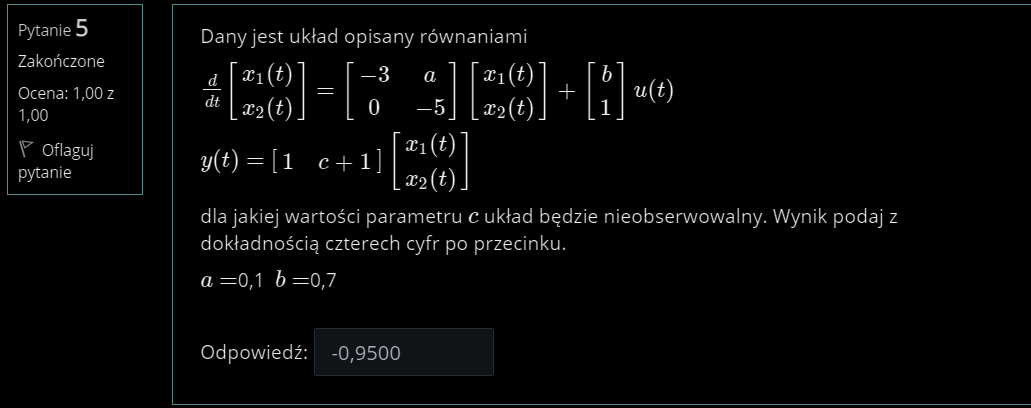 Pytanie 5
Zakończone
Ocena: 1,00 z
1,00
Oflaguj
pytanie
Dany jest układ opisany równaniami
d/dt [x₁(t); x₂(t)] = [−3 a; 0 −5] [x₁(t); x₂(t)] + [b; 1] u(t)
y(t) = [1 c + 1] [x₁(t); x₂(t)]
dla jakiej wartości parametru c układ będzie nieobserwowalny. Wynik podaj z
dokładnością czterech cyfr po przecinku.
a =0,1 b =0,7
Odpowiedź: -0,9500